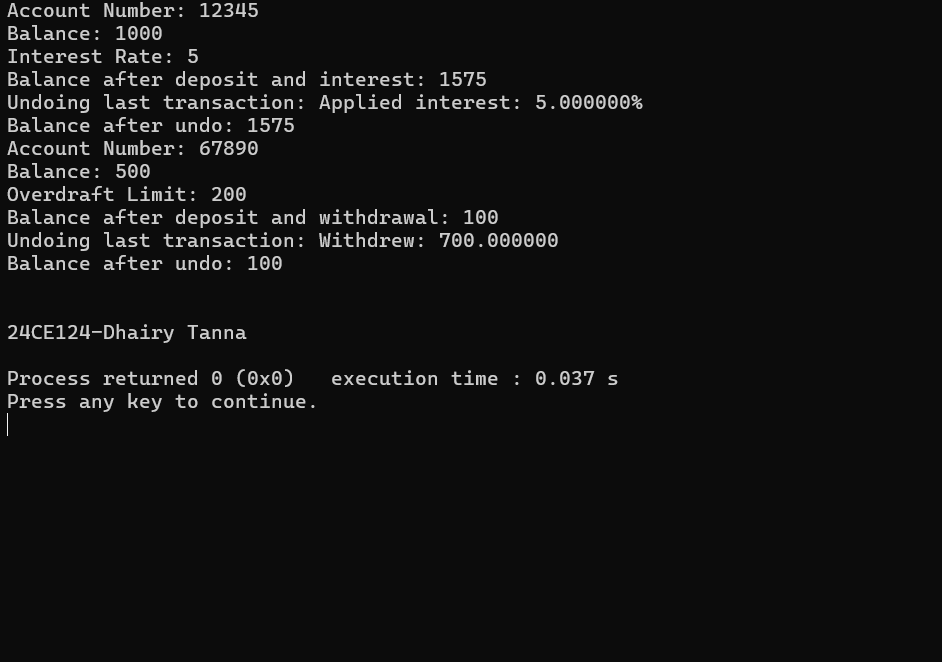 Account Number: 12345
Balance: 1000
Interest Rate: 5
Balance after deposit and interest: 1575
Undoing last transaction: Applied interest: 5.000000%
Balance after undo: 1575
Account Number: 67890
Balance: 500
Overdraft Limit: 200
Balance after deposit and withdrawal: 100
Undoing last transaction: Withdrew: 700.000000
Balance after undo: 100
24CE124-Dhairy Tanna
Process returned 0 (0x0)   execution time : 0.037 s
Press any key to continue.